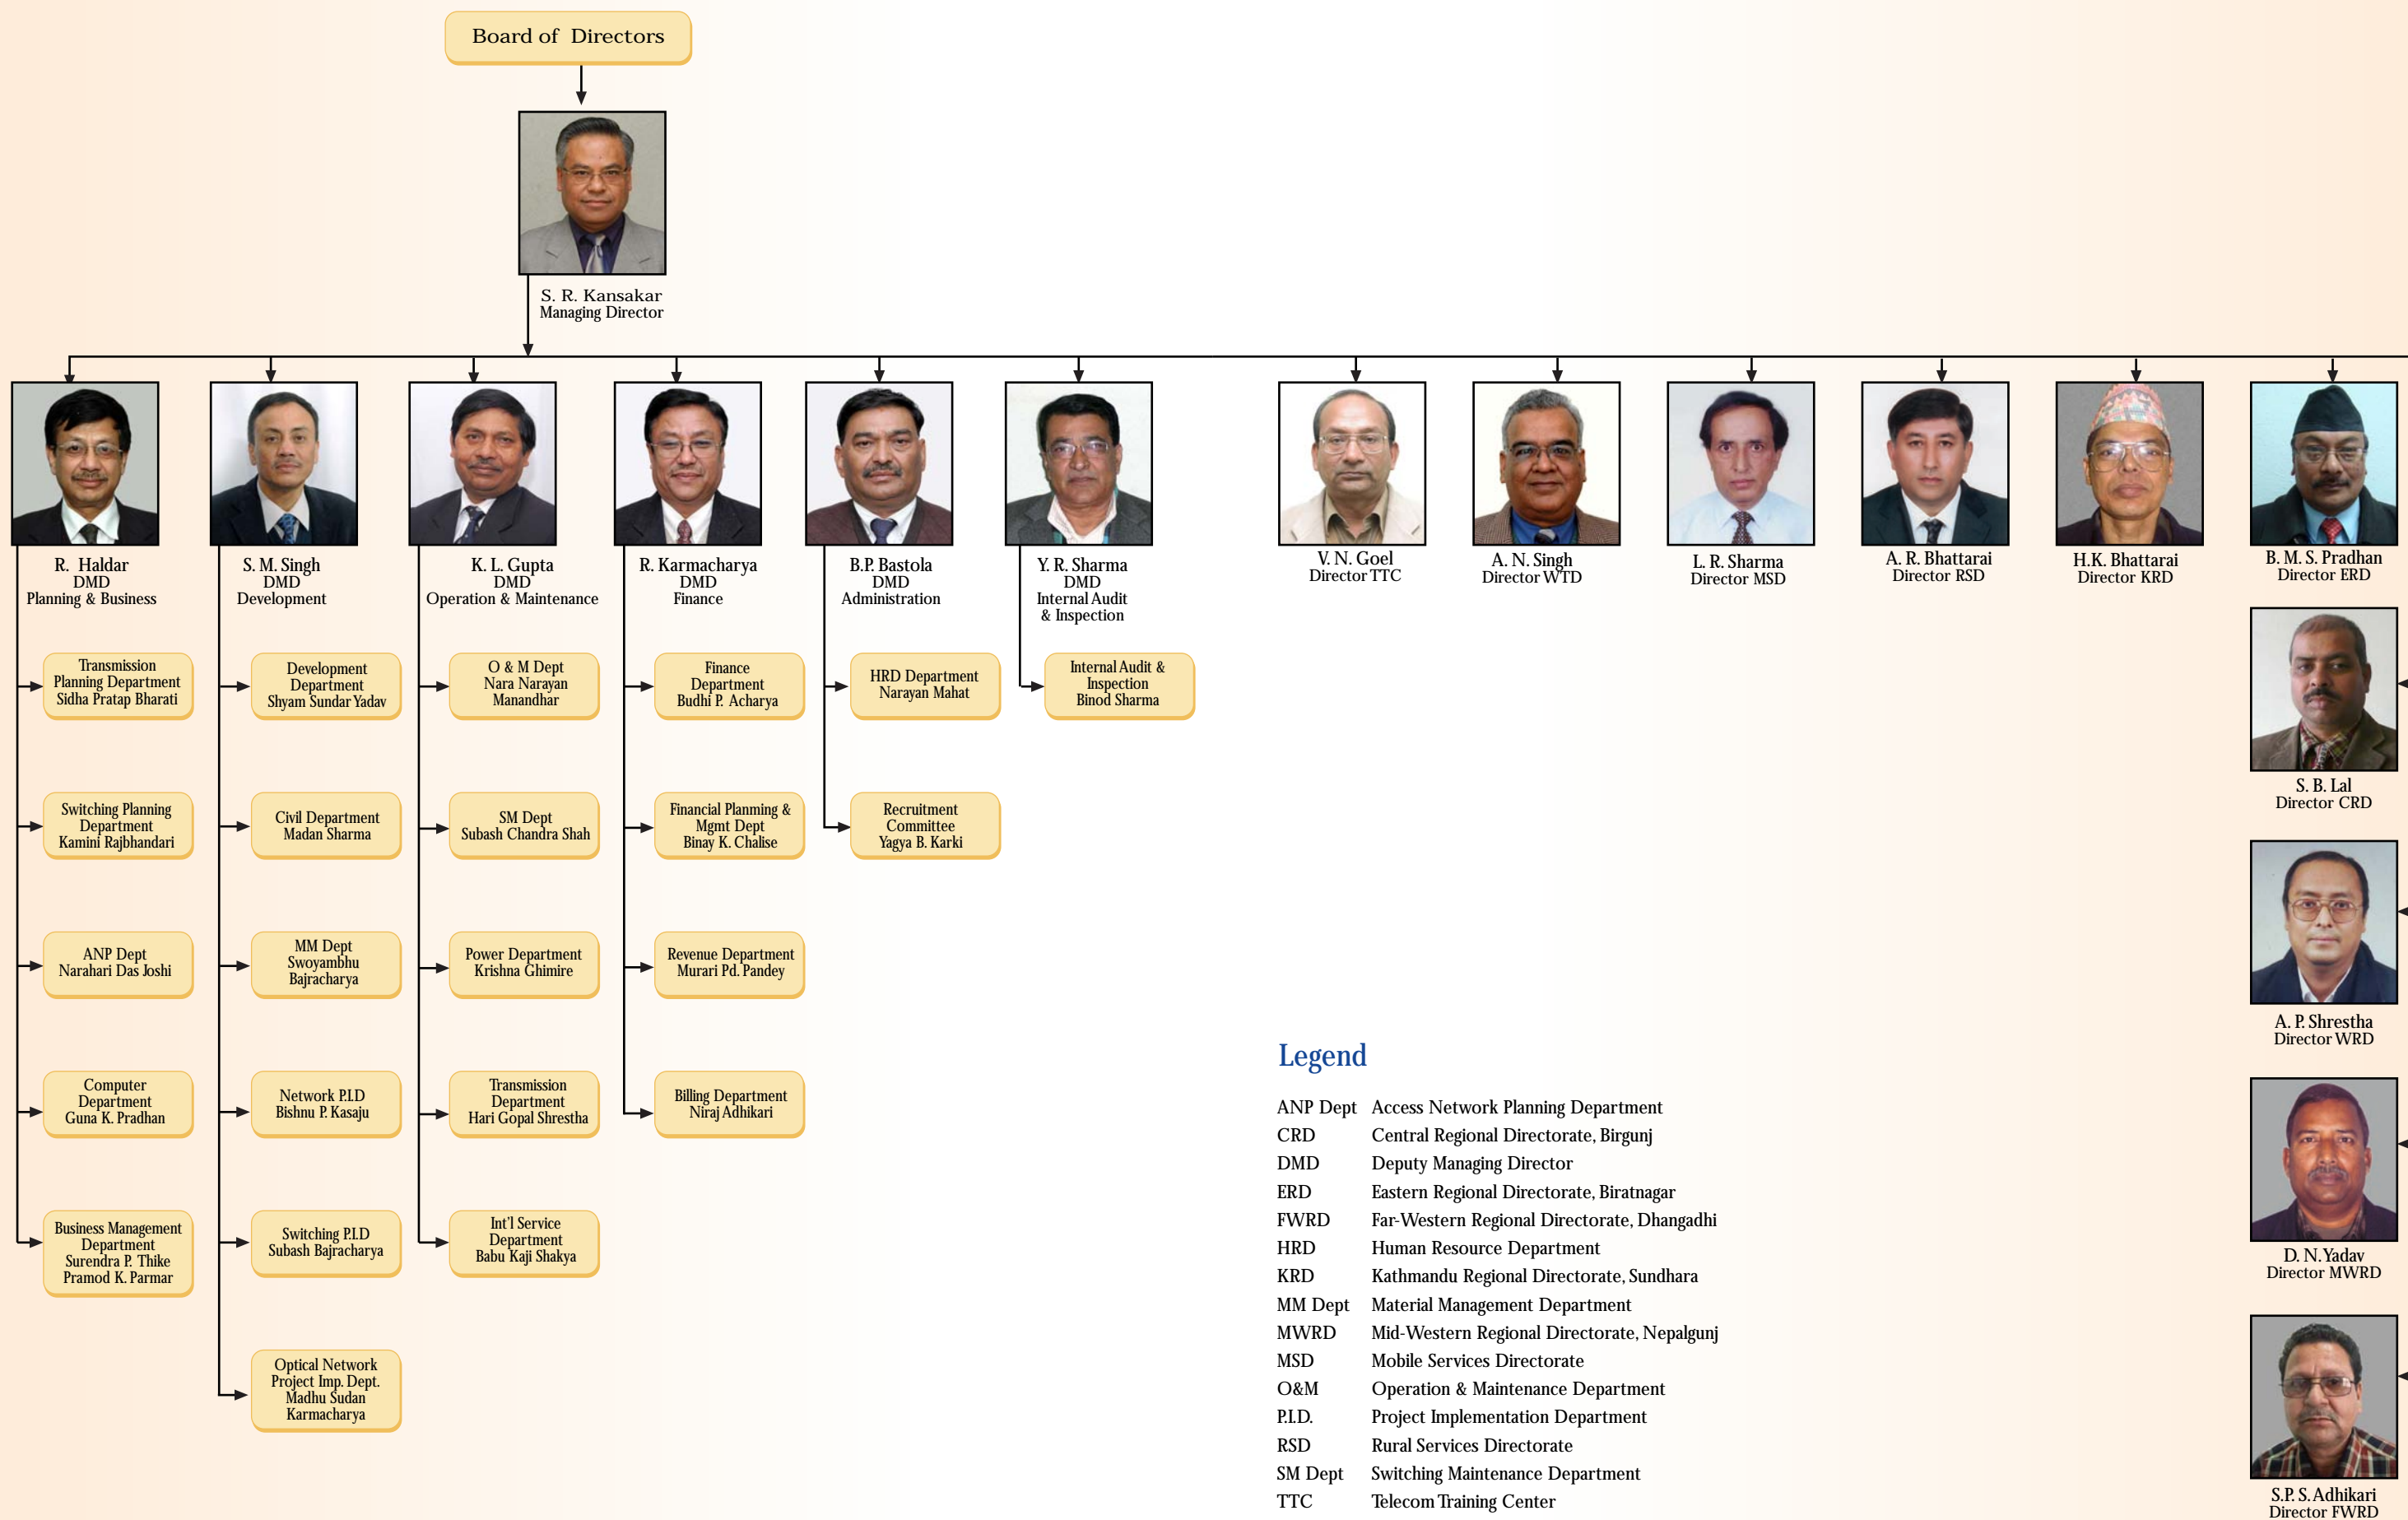 Board of Directors
S. R. Kansakar
Managing Director
R. Haldar
DMD
Planning & Business
S. M. Singh
DMD
Development
K. L. Gupta
DMD
Operation & Maintenance
R. Karmacharya
DMD
Finance
B.P. Bastola
DMD
Administration
Y. R. Sharma
DMD
Internal Audit
& Inspection
V. N. Goel
Director TTC
A. N. Singh
Director WTD
L. R. Sharma
Director MSD
A. R. Bhattarai
Director RSD
H.K. Bhattarai
Director KRD
B. M. S. Pradhan
Director ERD
Transmission
Planning Department
Sidha Pratap Bharati
Switching Planning
Department
Kamini Rajbhandari
ANP Dept
Narahari Das Joshi
Computer
Department
Guna K. Pradhan
Business Management
Department
Surendra P. Thike
Pramod K. Parmar
Development
Department
Shyam Sundar Yadav
Civil Department
Madan Sharma
MM Dept
Swoyambhu
Bajracharya
Network P.I.D
Bishnu P. Kasaju
Switching P.I.D
Subash Bajracharya
Optical Network
Project Imp. Dept.
Madhu Sudan
Karmacharya
O & M Dept
Nara Narayan
Manandhar
SM Dept
Subash Chandra Shah
Power Department
Krishna Ghimire
Transmission
Department
Hari Gopal Shrestha
Int'l Service
Department
Babu Kaji Shakya
Finance
Department
Budhi P. Acharya
Financial Planming &
Mgmt Dept
Binay K. Chalise
Revenue Department
Murari Pd. Pandey
Billing Department
Niraj Adhikari
HRD Department
Narayan Mahat
Recruitment
Committee
Yagya B. Karki
Internal Audit &
Inspection
Binod Sharma
S. B. Lal
Director CRD
A. P. Shrestha
Director WRD
D. N. Yadav
Director MWRD
S.P. S. Adhikari
Director FWRD
Legend
ANP Dept Access Network Planning Department
CRD Central Regional Directorate, Birgunj
DMD Deputy Managing Director
ERD Eastern Regional Directorate, Biratnagar
FWRD Far-Western Regional Directorate, Dhangadhi
HRD Human Resource Department
KRD Kathmandu Regional Directorate, Sundhara
MM Dept Material Management Department
MWRD Mid-Western Regional Directorate, Nepalgunj
MSD Mobile Services Directorate
O&M Operation & Maintenance Department
P.I.D. Project Implementation Department
RSD Rural Services Directorate
SM Dept Switching Maintenance Department
TTC Telecom Training Center